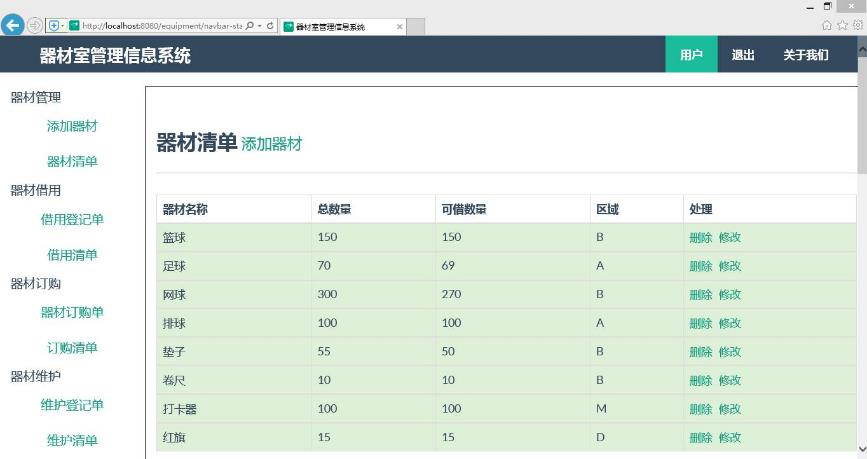 http://localhost:8080/equipment/navbar-sta
器材室管理信息系统
器材室管理信息系统
用户 退出 关于我们
器材管理
添加器材
器材清单
器材借用
借用登记单
借用清单
器材订购
器材订购单
订购清单
器材维护
维护登记单
维护清单
器材清单 添加器材
器材名称 总数量 可借数量 区域 处理
篮球 150 150 B 删除 修改
足球 70 69 A 删除 修改
网球 300 270 B 删除 修改
排球 100 100 A 删除 修改
垫子 55 50 B 删除 修改
卷尺 10 10 B 删除 修改
打卡器 100 100 M 删除 修改
红旗 15 15 D 删除 修改